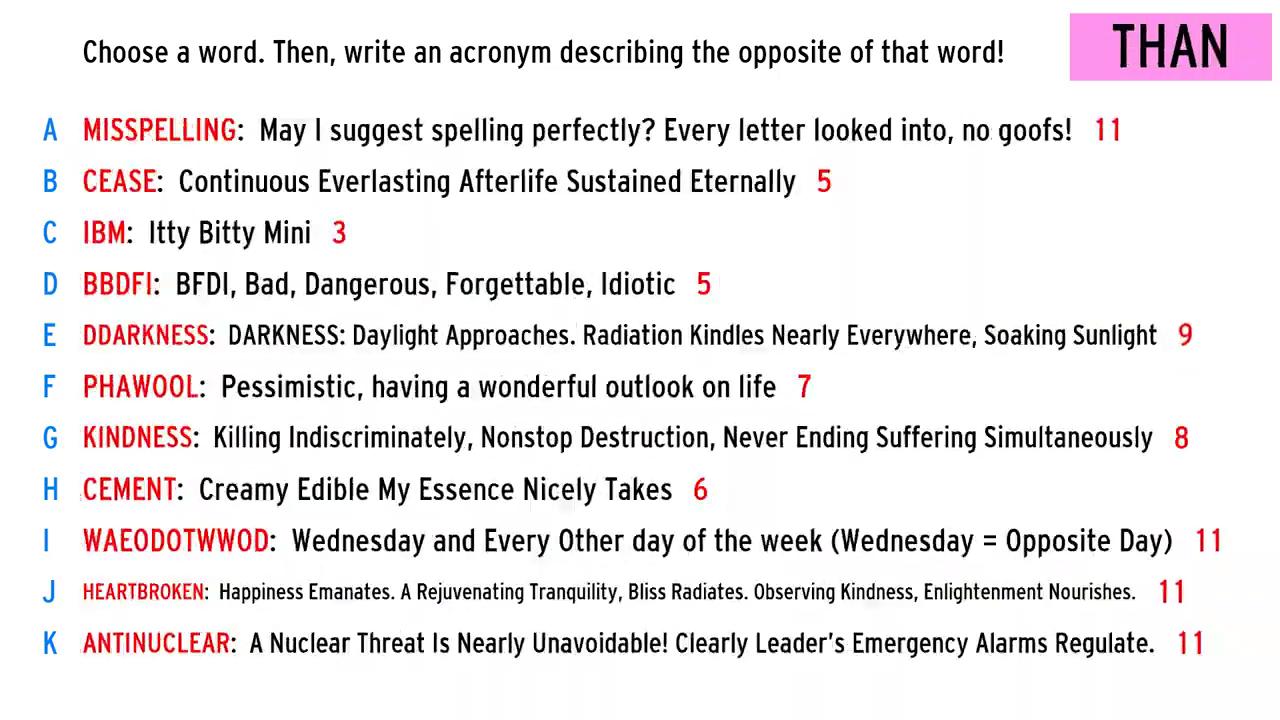 Choose a word. Then, write an acronym describing the opposite of that word!
THAN
A MISSPELLING: May I suggest spelling perfectly? Every letter looked into, no goofs! 11
B CEASE: Continuous Everlasting Afterlife Sustained Eternally 5
C IBM: Itty Bitty Mini 3
D BBDFI: BFDI, Bad, Dangerous, Forgettable, Idiotic 5
E DDARKNESS: DARKNESS: Daylight Approaches. Radiation Kindles Nearly Everywhere, Soaking Sunlight 9
F PHAWOOL: Pessimistic, having a wonderful outlook on life 7
G KINDNESS: Killing Indiscriminately, Nonstop Destruction, Never Ending Suffering Simultaneously 8
H CEMENT: Creamy Edible My Essence Nicely Takes 6
I WAEODOTWWOD: Wednesday and Every Other day of the week (Wednesday = Opposite Day) 11
J HEARTBROKEN: Happiness Emanates. A Rejuvenating Tranquility, Bliss Radiates. Observing Kindness, Enlightenment Nourishes. 11
K ANTINUCLEAR: A Nuclear Threat Is Nearly Unavoidable! Clearly Leader's Emergency Alarms Regulate. 11